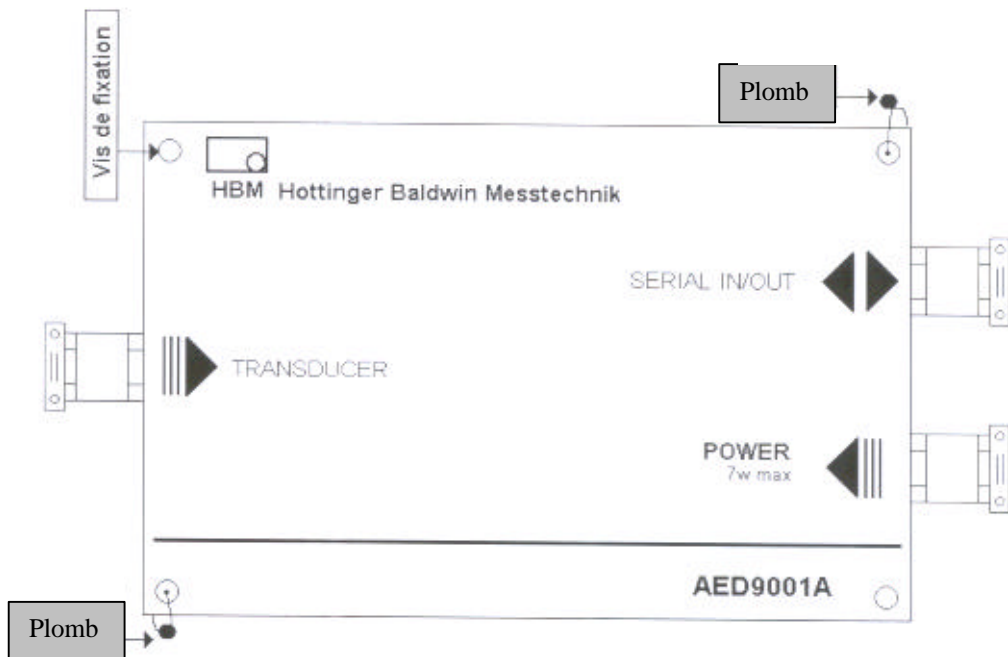 Vis de fixation
Plomb
HBM Hottinger Baldwin Messtechnik
SERIAL IN/OUT
TRANSDUCER
POWER
7w max
AED9001A
Plomb